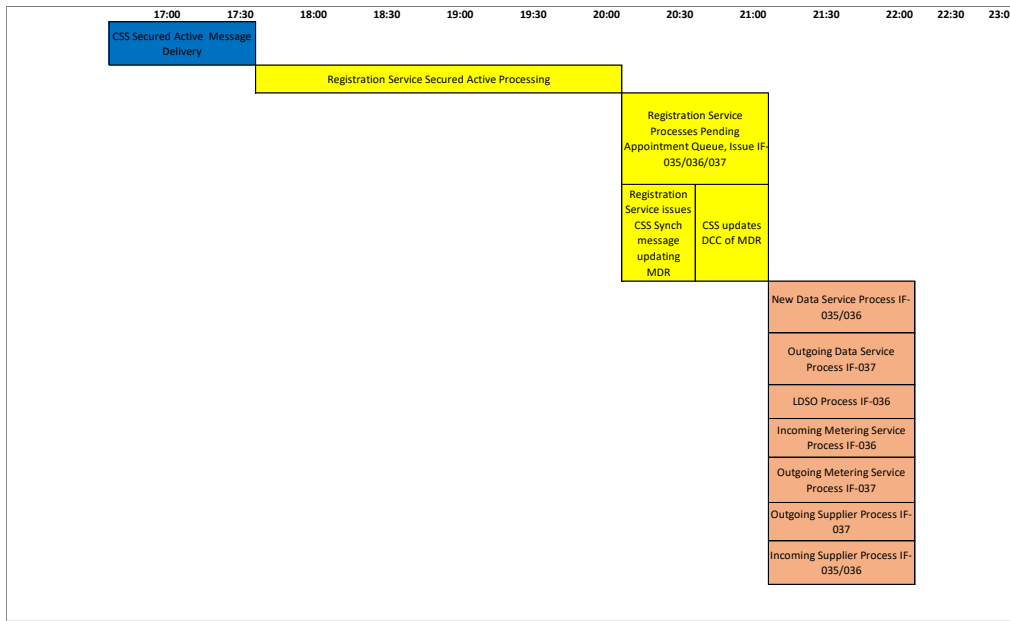 17:00 17:30 18:00 18:30 19:00 19:30 20:00 20:30 21:00 21:30 22:00 22:30 23:0
CSS Secured Active Message
Delivery
Registration Service Secured Active Processing
Registration Service
Processes Pending
Appointment Queue, Issue IF-
035/036/037
Registration
Service issues
CSS Synch
message
updating
MDR
CSS updates
DCC of MDR
New Data Service Process IF-
035/036
Outgoing Data Service
Process IF-037
LDSO Process IF-036
Incoming Metering Service
Process IF-036
Outgoing Metering Service
Process IF-037
Outgoing Supplier Process IF-
037
Incoming Supplier Process IF-
035/036